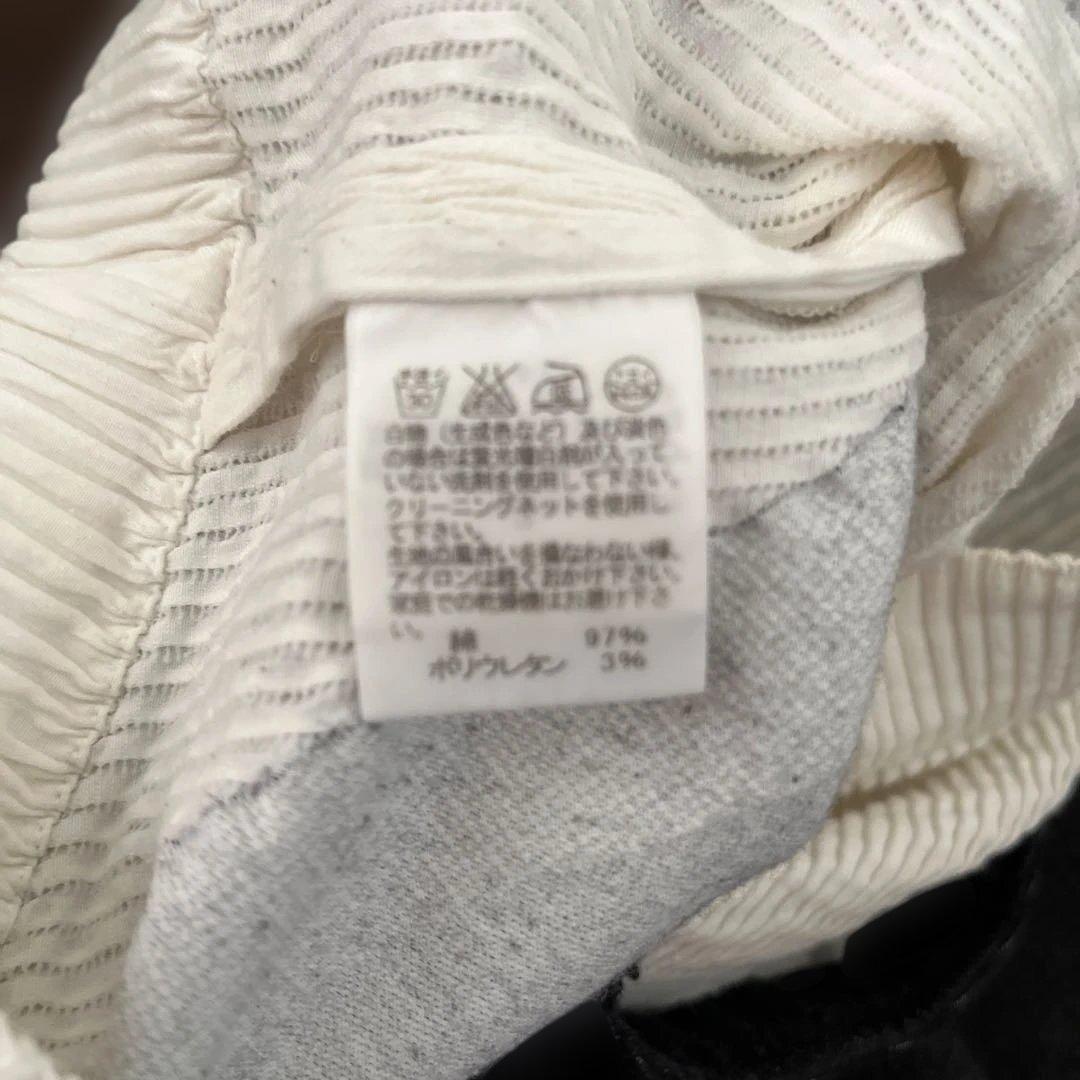 白物(生成色など)及び淡色
の場合は蛍光増白剤が入って
いない洗剤を使用して下さい。
クリーニングネットを使用し
て下さい。
生地の風合いを損なわない様、
アイロンは軽くおかけ下さい。
家庭での乾燥機はお避け下さ
い。
綿 97%
ポリウレタン 3%